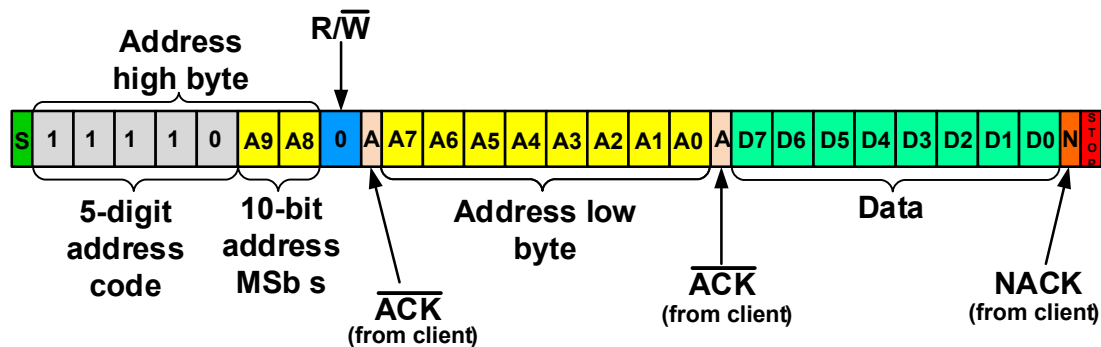 R/W
Address
high byte
S 1 1 1 1 0 A9 A8 0 A A7 A6 A5 A4 A3 A2 A1 A0 A D7 D6 D5 D4 D3 D2 D1 D0 N STOP
5-digit
address
code
10-bit
address
MSb s
Address low
byte
Data
ACK
(from client)
ACK
(from client)
NACK
(from client)